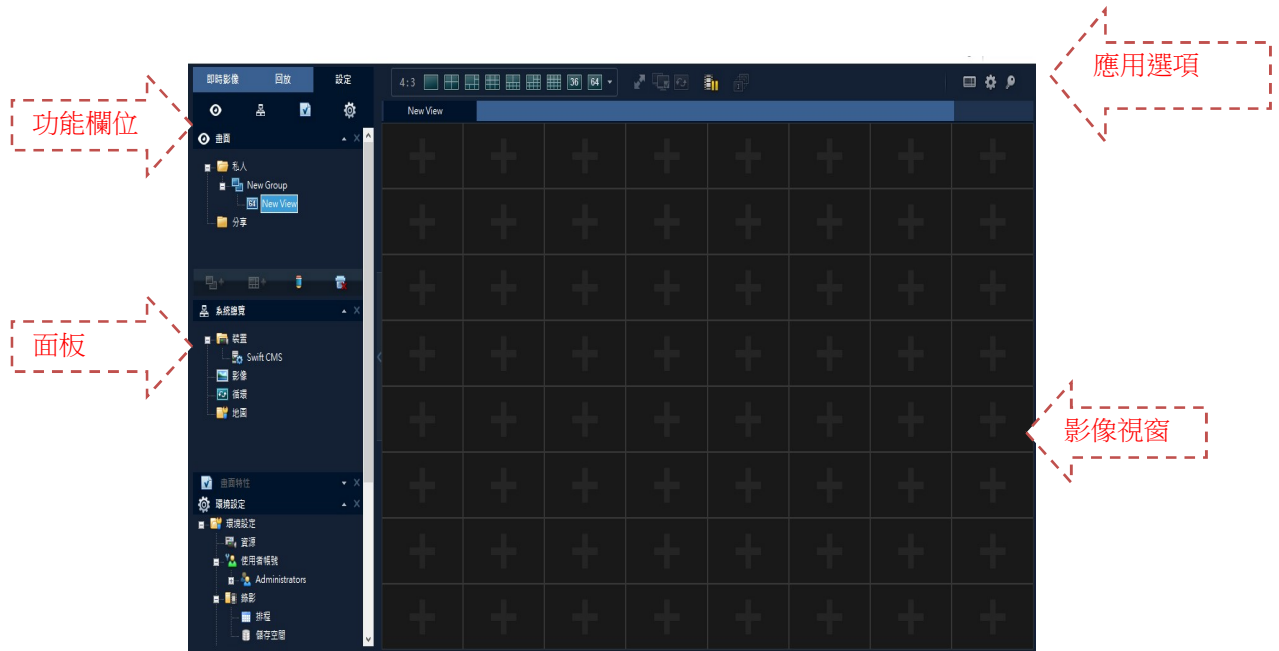 應用選項
即時影像 回放 設定
4:3 36 64
功能欄位
New View
畫面
私人
New Group
64 New View
分享
系統總覽
面板
裝置
Swift CMS
影像
循環
地圖
影像視窗
畫面特性
環境設定
環境設定
資源
使用者帳號
Administrators
錄影
排程
儲存空間